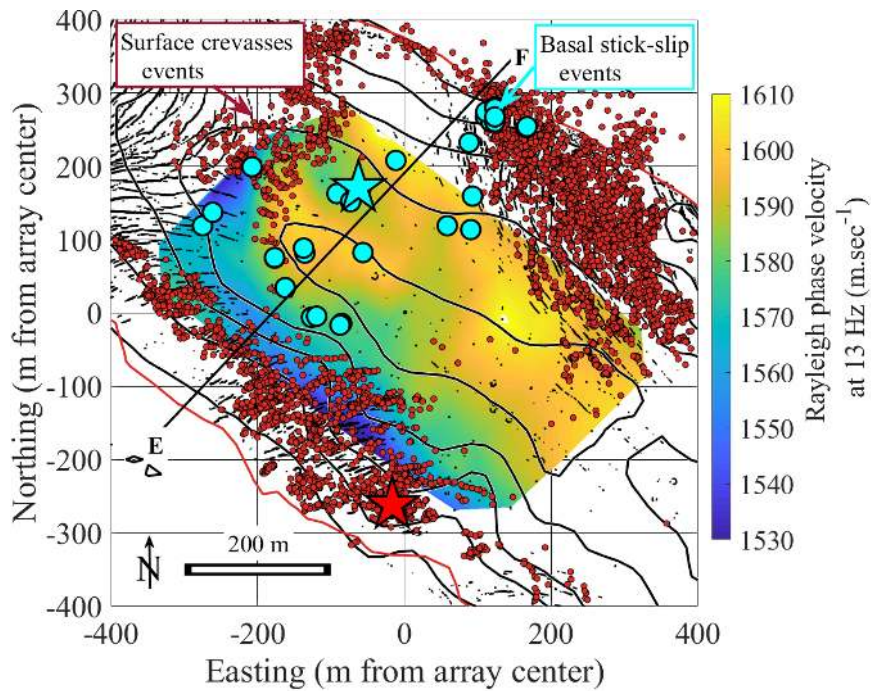 Surface crevasses
events
F
Basal stick-slip
events
E
N
200 m
400
300
200
100
0
-100
-200
-300
-400
Northing (m from array center)
-400
-200
0
200
400
Easting (m from array center)
1610
1600
1590
1580
1570
1560
1550
1540
1530
Rayleigh phase velocity
at 13 Hz (m.sec⁻¹)